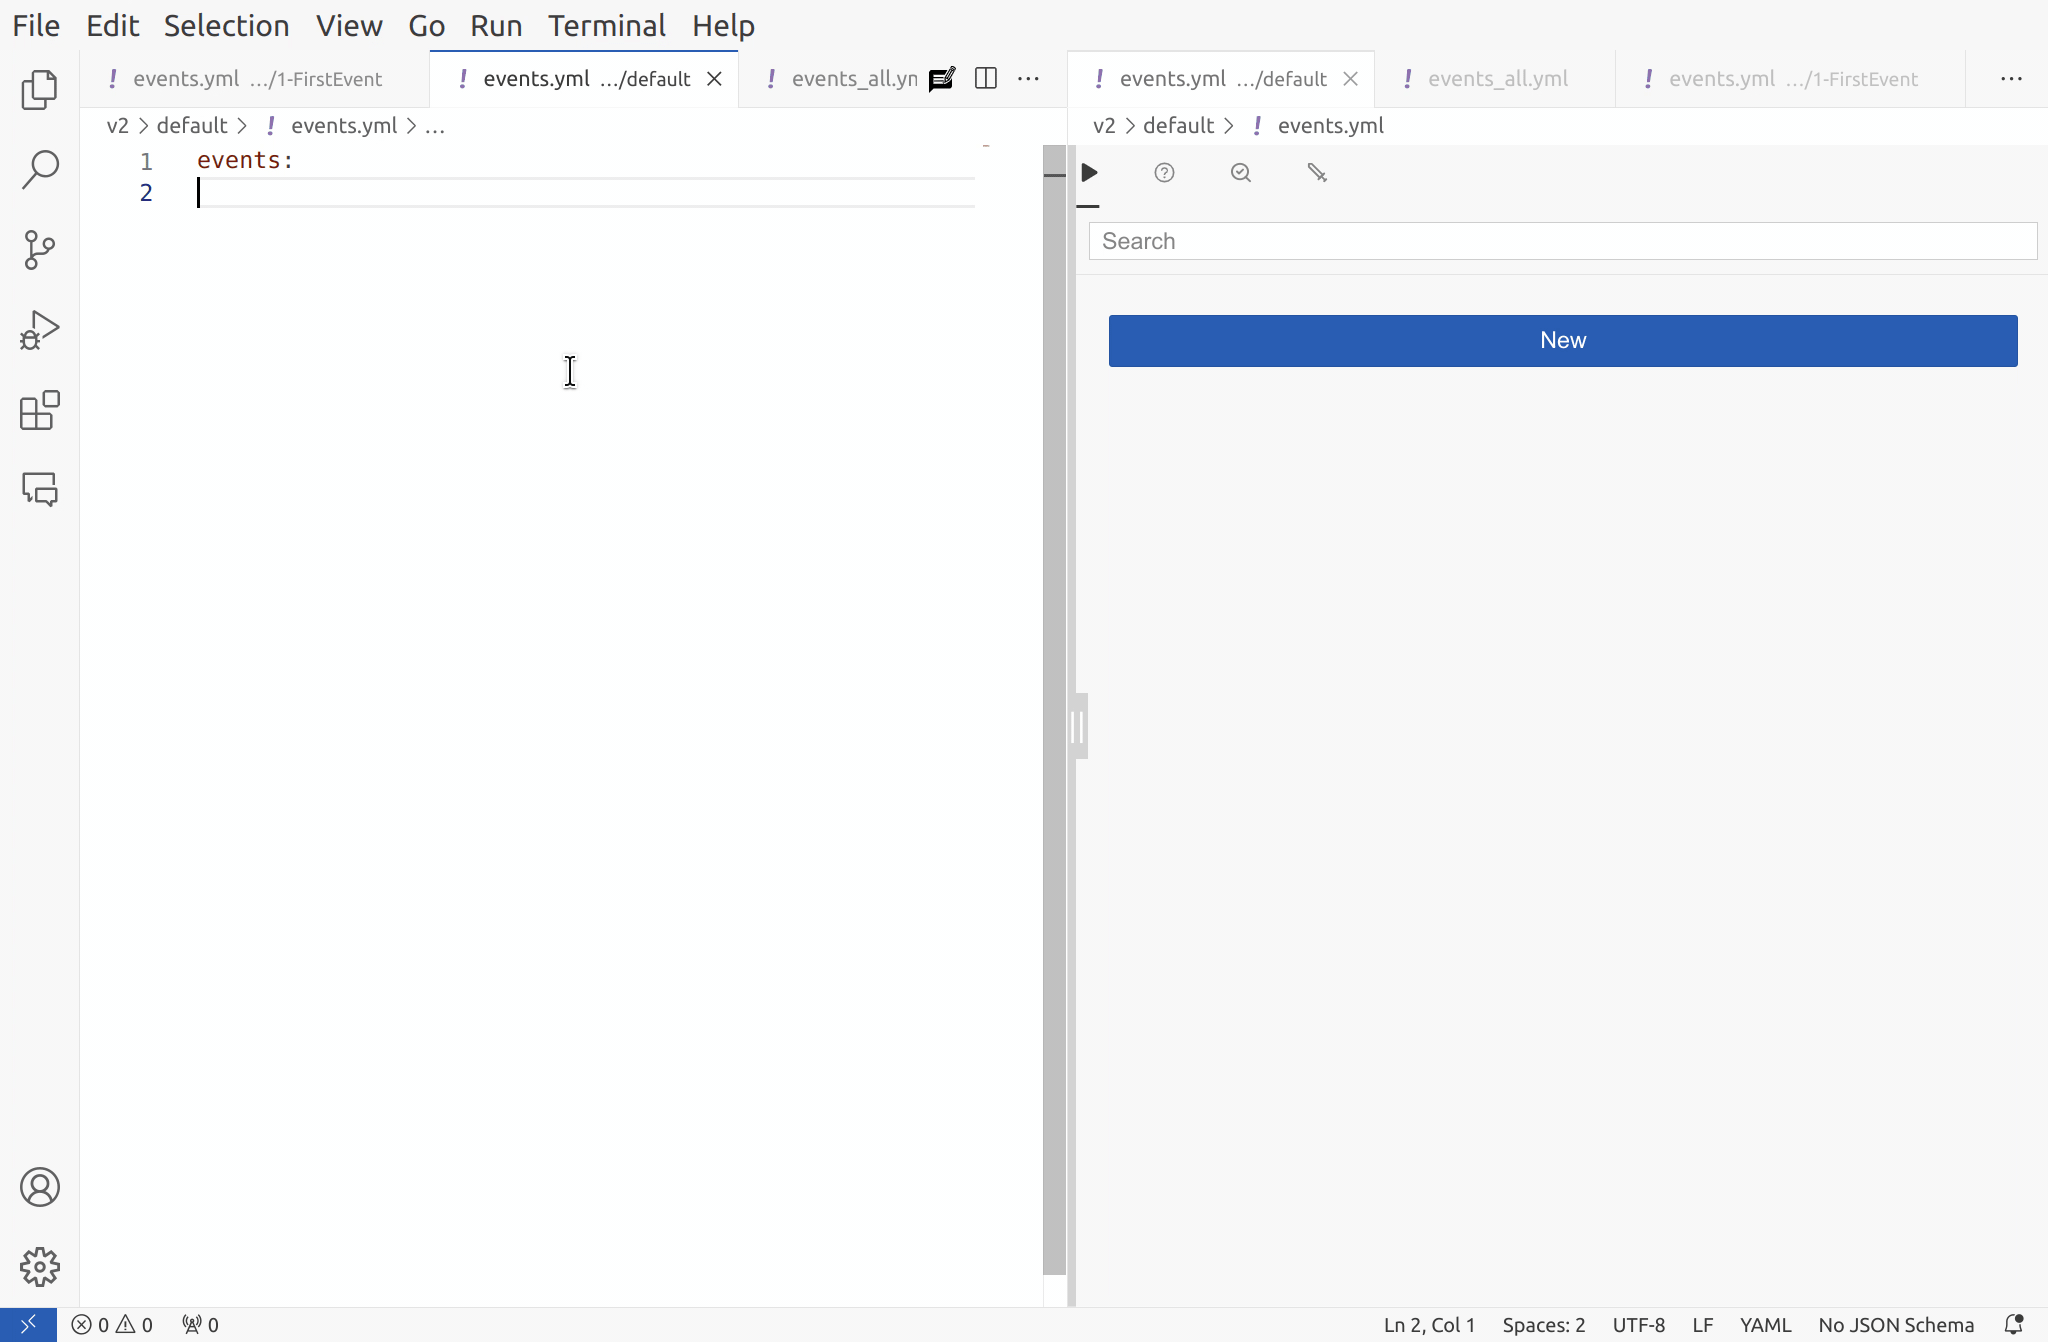 File Edit Selection View Go Run Terminal Help
! events.yml .../1-FirstEvent ! events.yml .../default ! events_all.yn ... ! events.yml .../default ! events_all.yml ! events.yml .../1-FirstEvent ...
v2 > default > ! events.yml > ...
v2 > default > ! events.yml
1 events:
2
Search
New
0 0 0
Ln 2, Col 1 Spaces: 2 UTF-8 LF YAML No JSON Schema